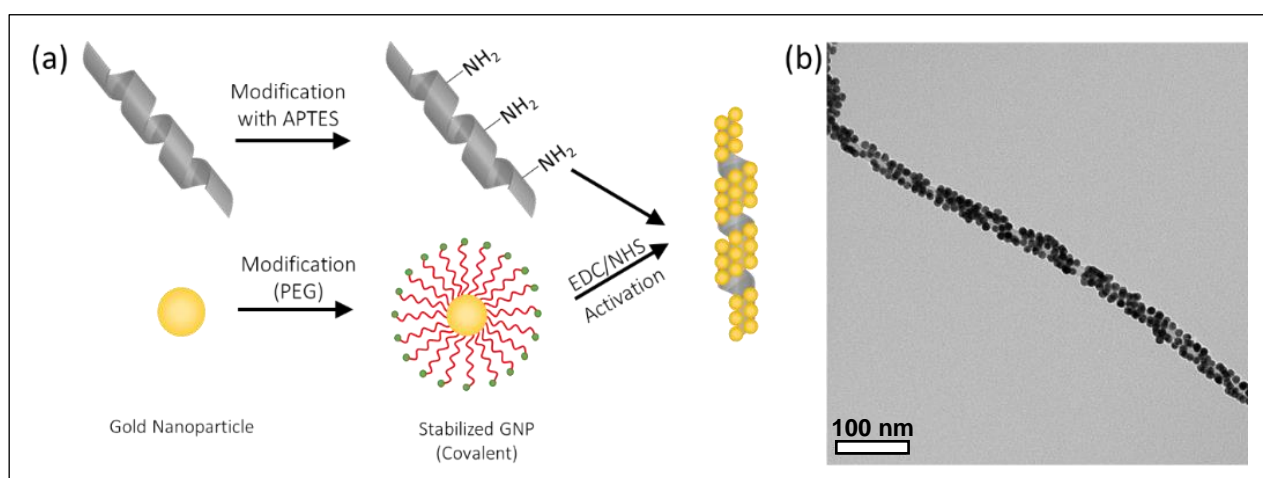 (a)
Modification
with APTES
NH2
NH2
NH2
Modification
(PEG)
EDC/NHS
Activation
Gold Nanoparticle
Stabilized GNP
(Covalent)
(b)
100 nm